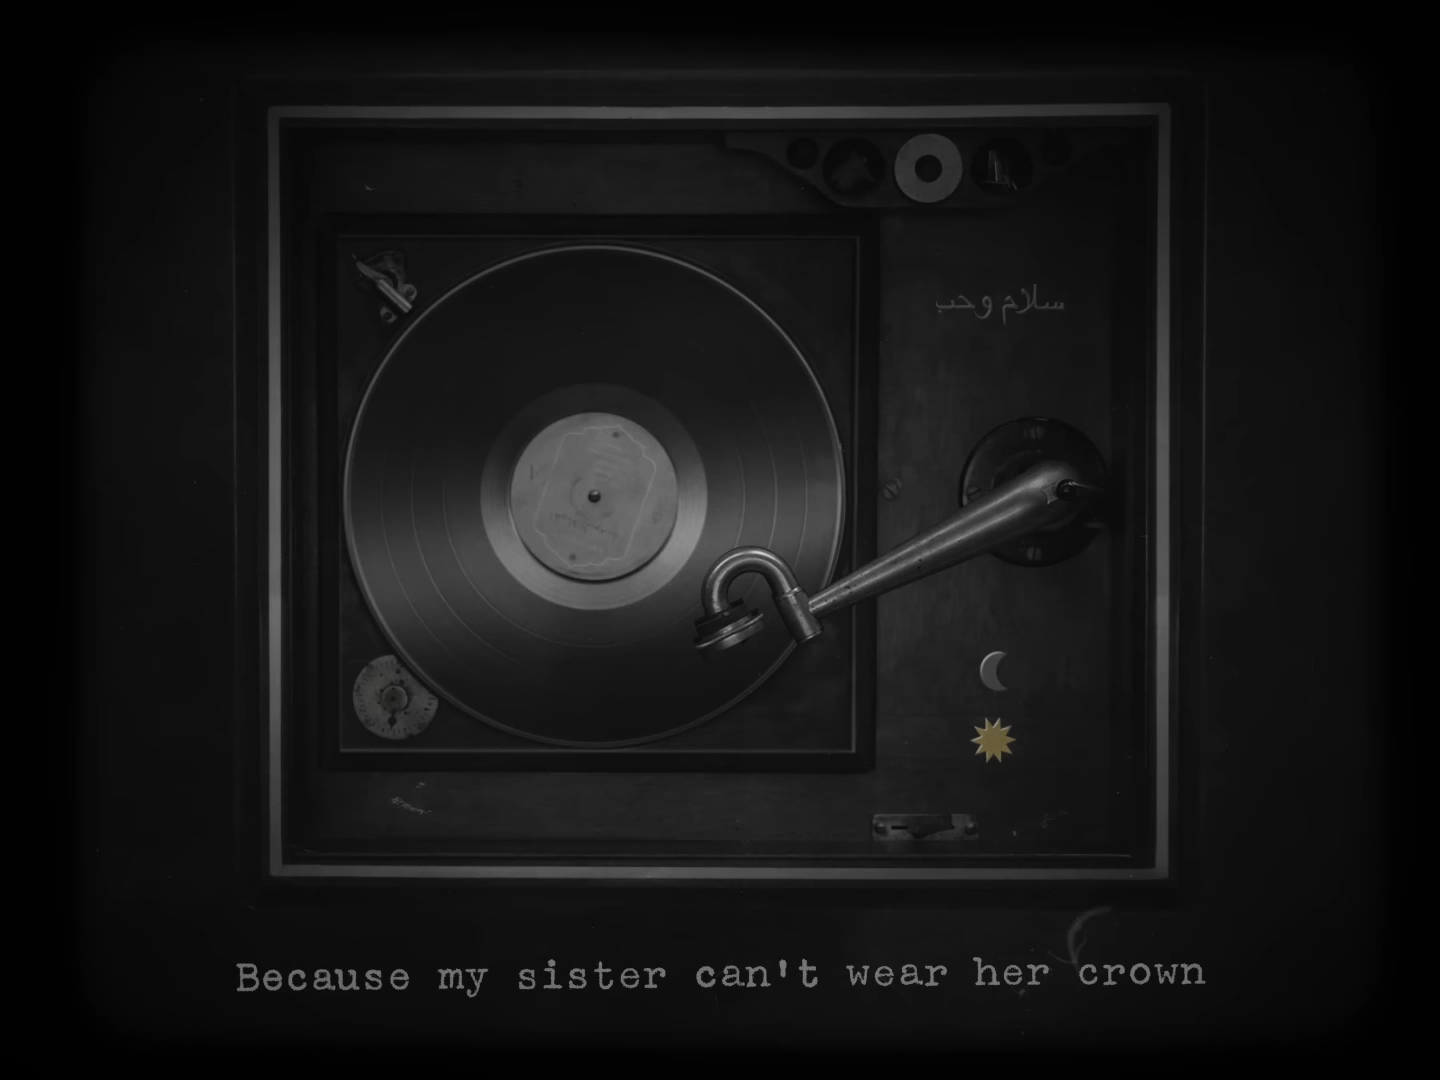 سلام وحب
Because my sister can't wear her crown